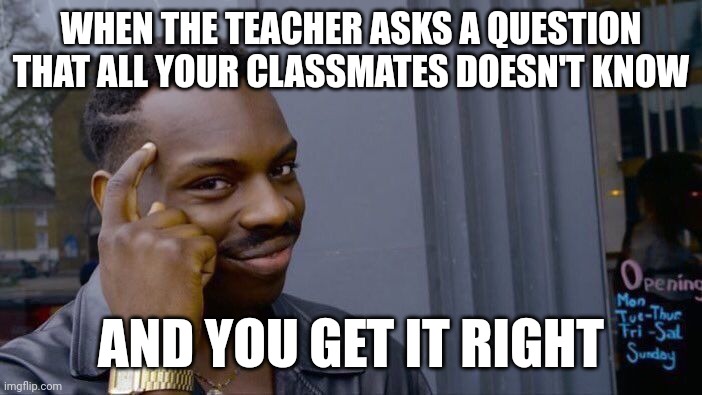 WHEN THE TEACHER ASKS A QUESTION
THAT ALL YOUR CLASSMATES DOESN'T KNOW
Opening
Mon
Tue-Thur
Fri-Sat
Sunday
AND YOU GET IT RIGHT
imgflip.com